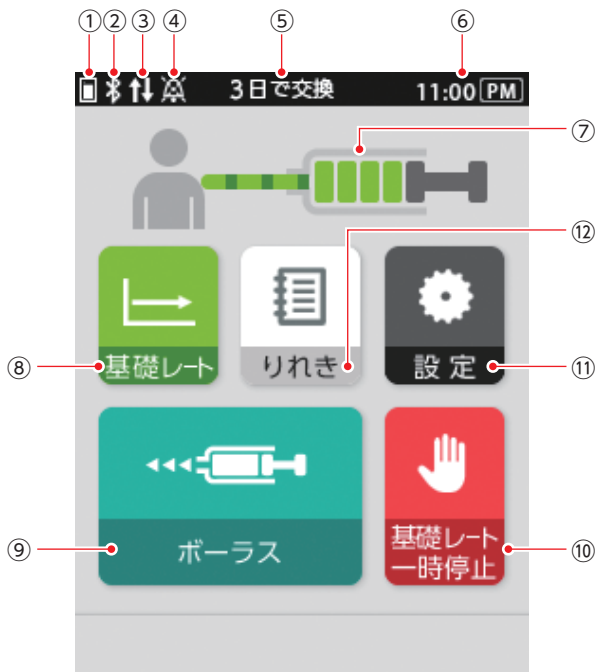 ① ② ③ ④ ⑤ ⑥
3日で交換 11:00 PM
⑦
⑫
⑧ 基礎レート りれき 設定 ⑪
⑨ ボーラス 基礎レート
一時停止 ⑩